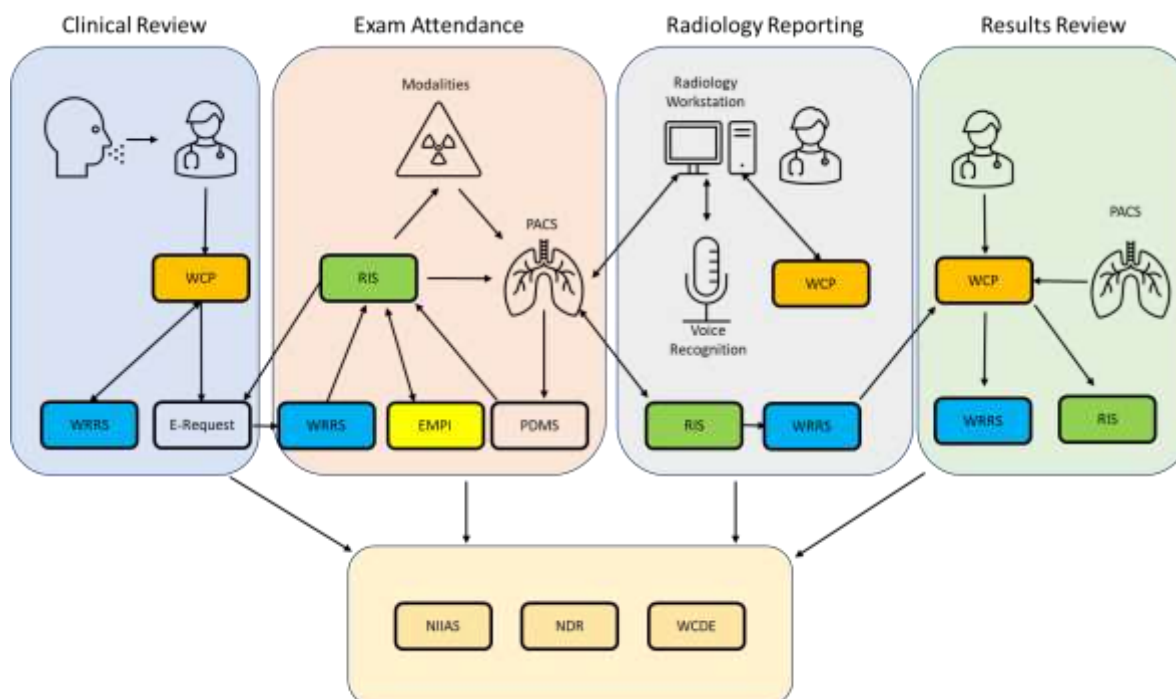 Clinical Review
Exam Attendance
Radiology Reporting
Results Review
Modalities
Radiology
Workstation
PACS
PACS
WCP
RIS
WCP
WCP
Voice
Recognition
WRRS
E-Request
WRRS
EMPI
PDMS
RIS
WRRS
WRRS
RIS
NIIAS
NDR
WCDE